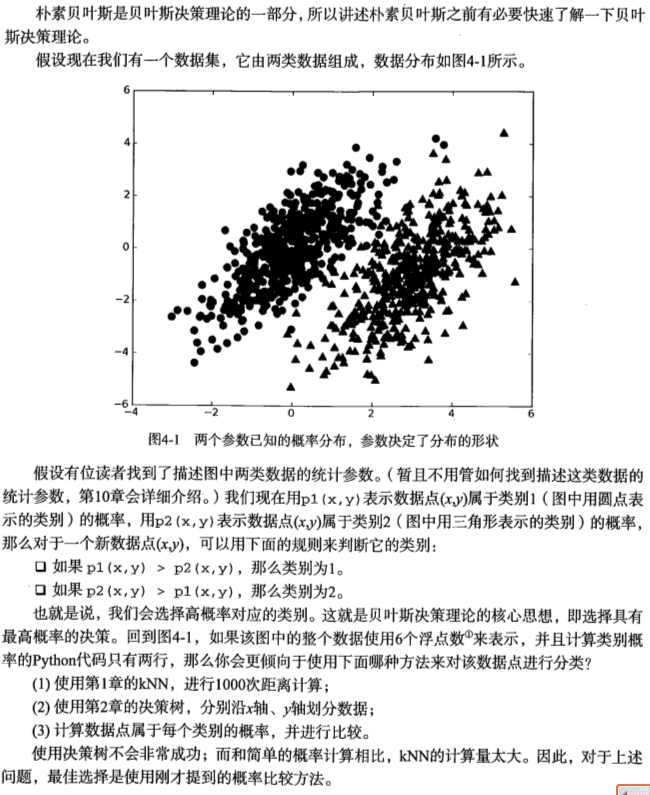 朴素贝叶斯是贝叶斯决策理论的一部分，所以讲述朴素贝叶斯之前有必要快速了解一下贝叶
斯决策理论。
假设现在我们有一个数据集，它由两类数据组成，数据分布如图4-1所示。
6
4
2
0
−2
−4
−6
−4
−2
0
2
4
6
图4-1 两个参数已知的概率分布，参数决定了分布的形状
假设有位读者找到了描述图中两类数据的统计参数。（暂且不用管如何找到描述这类数据的
统计参数，第10章会详细介绍。）我们现在用p1(x,y)表示数据点(x,y)属于类别1（图中用圆点表
示的类别）的概率，用p2(x,y)表示数据点(x,y)属于类别2（图中用三角形表示的类别）的概率，
那么对于一个新数据点(x,y)，可以用下面的规则来判断它的类别：
❑ 如果 p1(x,y) > p2(x,y)，那么类别为1。
❑ 如果 p2(x,y) > p1(x,y)，那么类别为2。
也就是说，我们会选择高概率对应的类别。这就是贝叶斯决策理论的核心思想，即选择具有
最高概率的决策。回到图4-1，如果该图中的整个数据使用6个浮点数①来表示，并且计算类别概
率的Python代码只有两行，那么你会更倾向于使用下面哪种方法来对该数据点进行分类？
(1) 使用第1章的kNN，进行1000次距离计算；
(2) 使用第2章的决策树，分别沿x轴、y轴划分数据；
(3) 计算数据点属于每个类别的概率，并进行比较。
使用决策树不会非常成功；而和简单的概率计算相比，kNN的计算量太大。因此，对于上述
问题，最佳选择是使用刚才提到的概率比较方法。